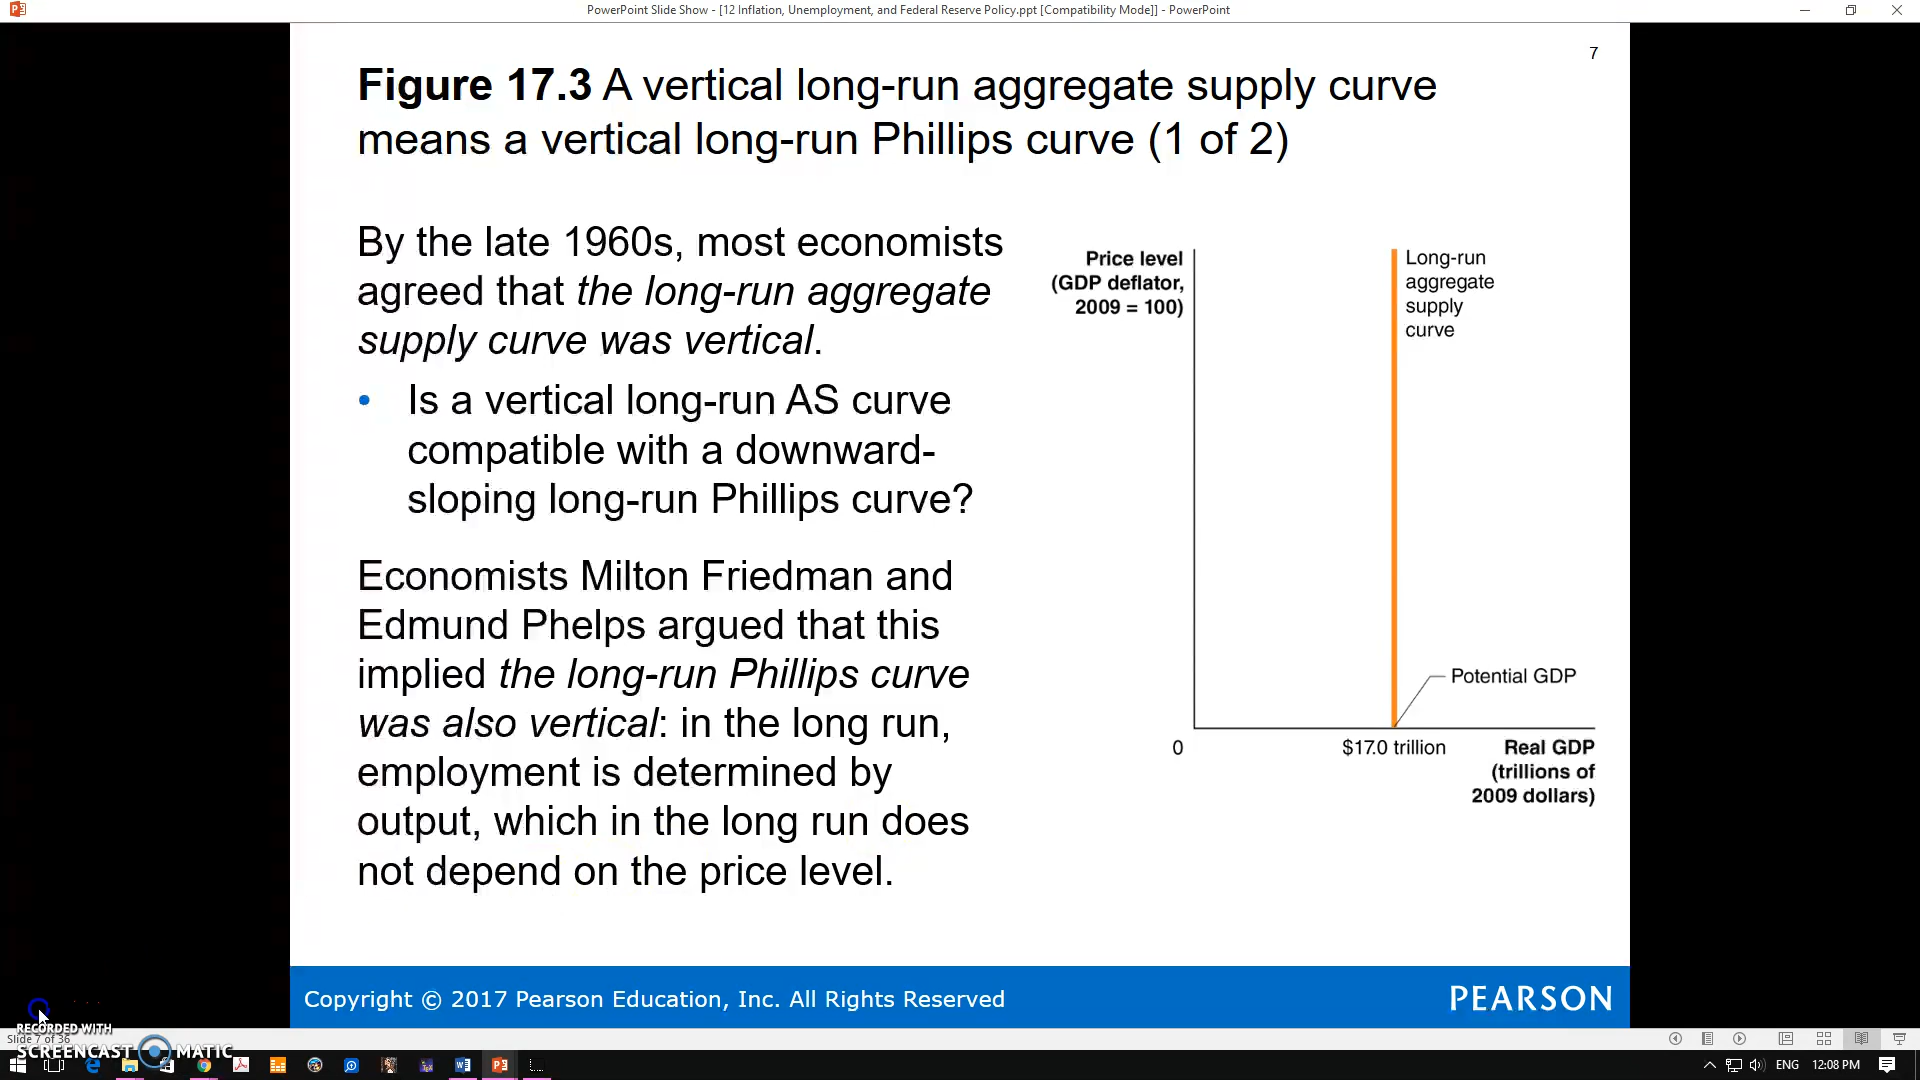 PowerPoint Slide Show - [12 Inflation, Unemployment, and Federal Reserve Policy.ppt [Compatibility Mode]] - PowerPoint
7
Figure 17.3 A vertical long-run aggregate supply curve
means a vertical long-run Phillips curve (1 of 2)
By the late 1960s, most economists
agreed that the long-run aggregate
supply curve was vertical.
• Is a vertical long-run AS curve
compatible with a downward-
sloping long-run Phillips curve?
Economists Milton Friedman and
Edmund Phelps argued that this
implied the long-run Phillips curve
was also vertical: in the long run,
employment is determined by
output, which in the long run does
not depend on the price level.
Price level
(GDP deflator,
2009 = 100)
Long-run
aggregate
supply
curve
Potential GDP
0
$17.0 trillion
Real GDP
(trillions of
2009 dollars)
Copyright © 2017 Pearson Education, Inc. All Rights Reserved
PEARSON
RECORDED WITH
Slide 7 of 36
SCREENCAST MATIC
ENG
12:08 PM